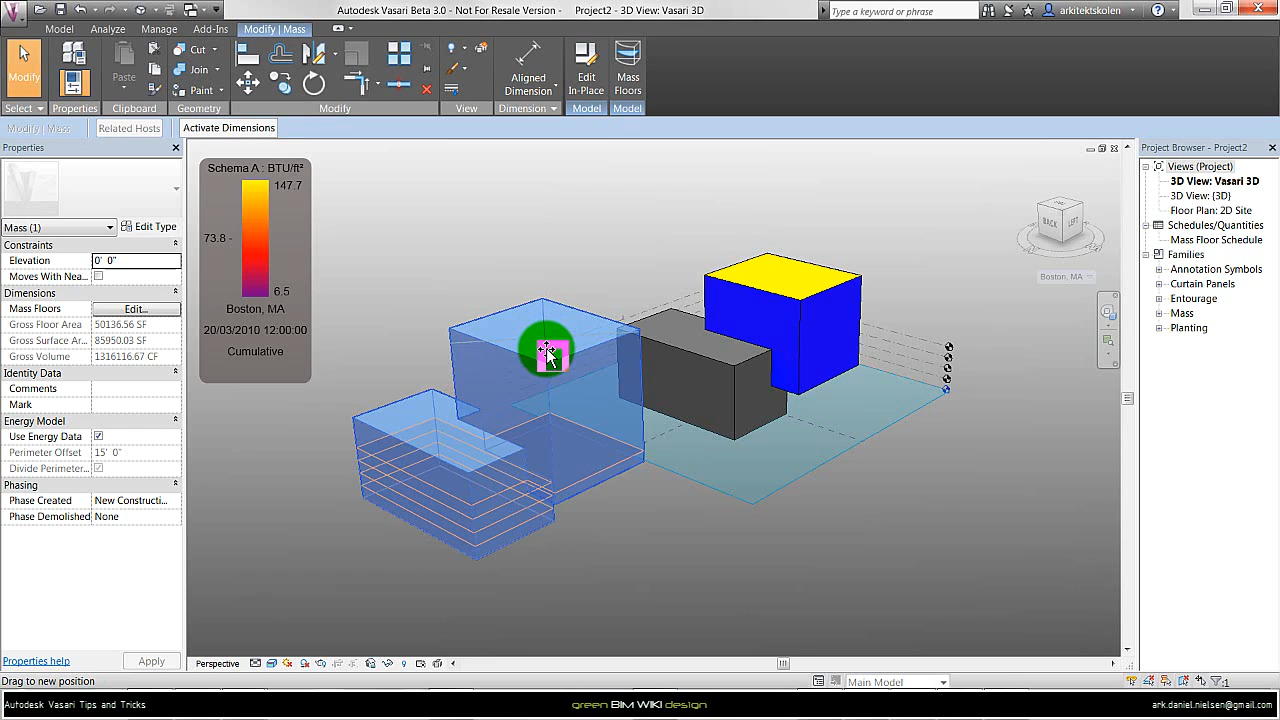 Autodesk Vasari Beta 3.0 - Not For Resale Version - Project2 - 3D View: Vasari 3D
Type a keyword or phrase
arkitektskolen
Home Analyze Manage Add-Ins Modify | Mass
Modify
Paste
Cut
Join
Paint
Aligned Dimension
Edit In-Place
Mass Floors
Select Properties Clipboard Geometry Modify View Dimension Model Model
Modify | Mass Related Hosts Activate Dimensions
Properties
Mass (1) Edit Type
Constraints
Elevation 0' 0"
Moves With Nea...
Dimensions
Mass Floors Edit...
Gross Floor Area 50136.56 SF
Gross Surface Ar... 85950.03 SF
Gross Volume 1316116.67 CF
Identity Data
Comments
Mark
Energy Model
Use Energy Data
Perimeter Offset 15' 0"
Divide Perimeter...
Phasing
Phase Created New Constructi...
Phase Demolished None
Properties help Apply
Schema A : BTU/ft²
147.7
73.8 -
6.5
Boston, MA
20/03/2010 12:00:00
Cumulative
BACK LEFT
Boston, MA
Project Browser - Project2
Views (Project)
3D View: Vasari 3D
3D View: {3D}
Floor Plan: 2D Site
Schedules/Quantities
Mass Floor Schedule
Families
Annotation Symbols
Curtain Panels
Entourage
Mass
Planting
Perspective
Drag to new position
Main Model
:1
Autodesk Vasari Tips and Tricks
green BIM WIKI design
ark.daniel.nielsen@gmail.com